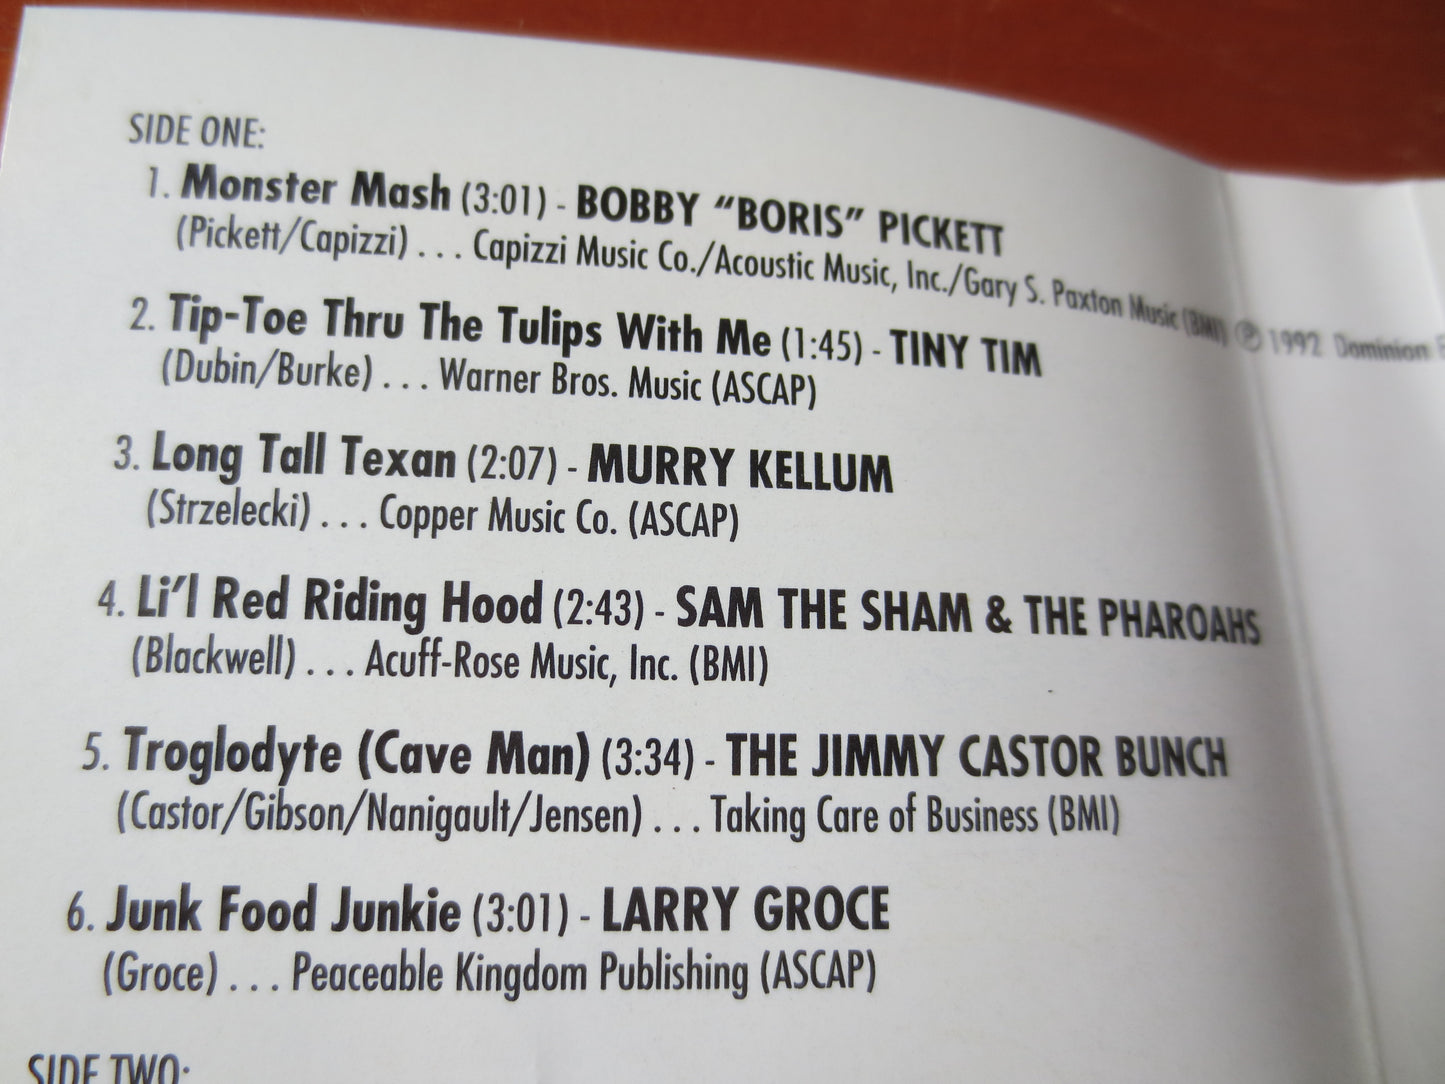 SIDE ONE:
1. Monster Mash (3:01) - BOBBY “BORIS” PICKETT
(Pickett/Capizzi) . . . Capizzi Music Co./Acoustic Music, Inc./Gary S. Paxton Music (BMI) ℗ 1992 Dominion
2. Tip-Toe Thru The Tulips With Me (1:45) - TINY TIM
(Dubin/Burke) . . . Warner Bros. Music (ASCAP)
3. Long Tall Texan (2:07) - MURRY KELLUM
(Strzelecki) . . . Copper Music Co. (ASCAP)
4. Li’l Red Riding Hood (2:43) - SAM THE SHAM & THE PHAROAHS
(Blackwell) . . . Acuff-Rose Music, Inc. (BMI)
5. Troglodyte (Cave Man) (3:34) - THE JIMMY CASTOR BUNCH
(Castor/Gibson/Nanigault/Jensen) . . . Taking Care of Business (BMI)
6. Junk Food Junkie (3:01) - LARRY GROCE
(Groce) . . . Peaceable Kingdom Publishing (ASCAP)
SIDE TWO: